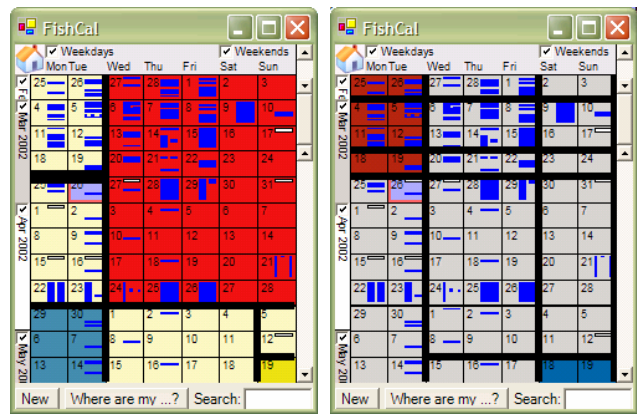 FishCal
Weekdays Weekends
Mon Tue Wed Thu Fri Sat Sun
Fe
25 26 27 28 1 2 3
Mar 2002
4 5 6 7 8 9 10
11 12 13 14 15 16 17
18 19 20 21 22 23 24
25 26 27 28 29 30 31
Apr 2002
1 2 3 4 5 6 7
8 9 10 11 12 13 14
15 16 17 18 19 20 21
22 23 24 25 26 27 28
29 30 1 2 3 4 5
May 20
6 7 8 9 10 11 12
13 14 15 16 17 18 19
New Where are my ...? Search:
FishCal
Weekdays Weekends
Mon Tue Wed Thu Fri Sat Sun
Fe
25 26 27 28 1 2 3
Mar 2002
4 5 6 7 8 9 10
11 12 13 14 15 16 17
18 19 20 21 22 23 24
25 26 27 28 29 30 31
Apr 2002
1 2 3 4 5 6 7
8 9 10 11 12 13 14
15 16 17 18 19 20 21
22 23 24 25 26 27 28
29 30 1 2 3 4 5
May 20
6 7 8 9 10 11 12
13 14 15 16 17 18 19
New Where are my ...? Search: